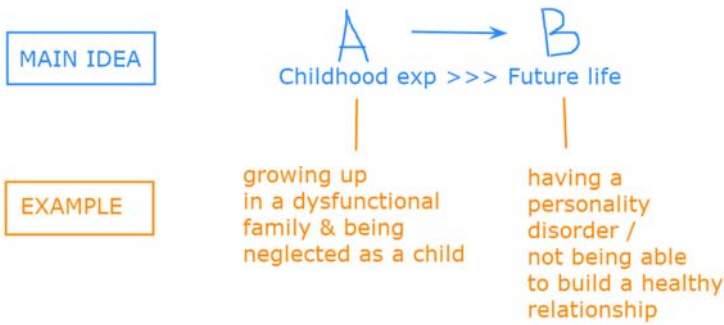 A B
MAIN IDEA
Childhood exp >>> Future life
EXAMPLE
growing up
in a dysfunctional
family & being
neglected as a child
having a
personality
disorder /
not being able
to build a healthy
relationship